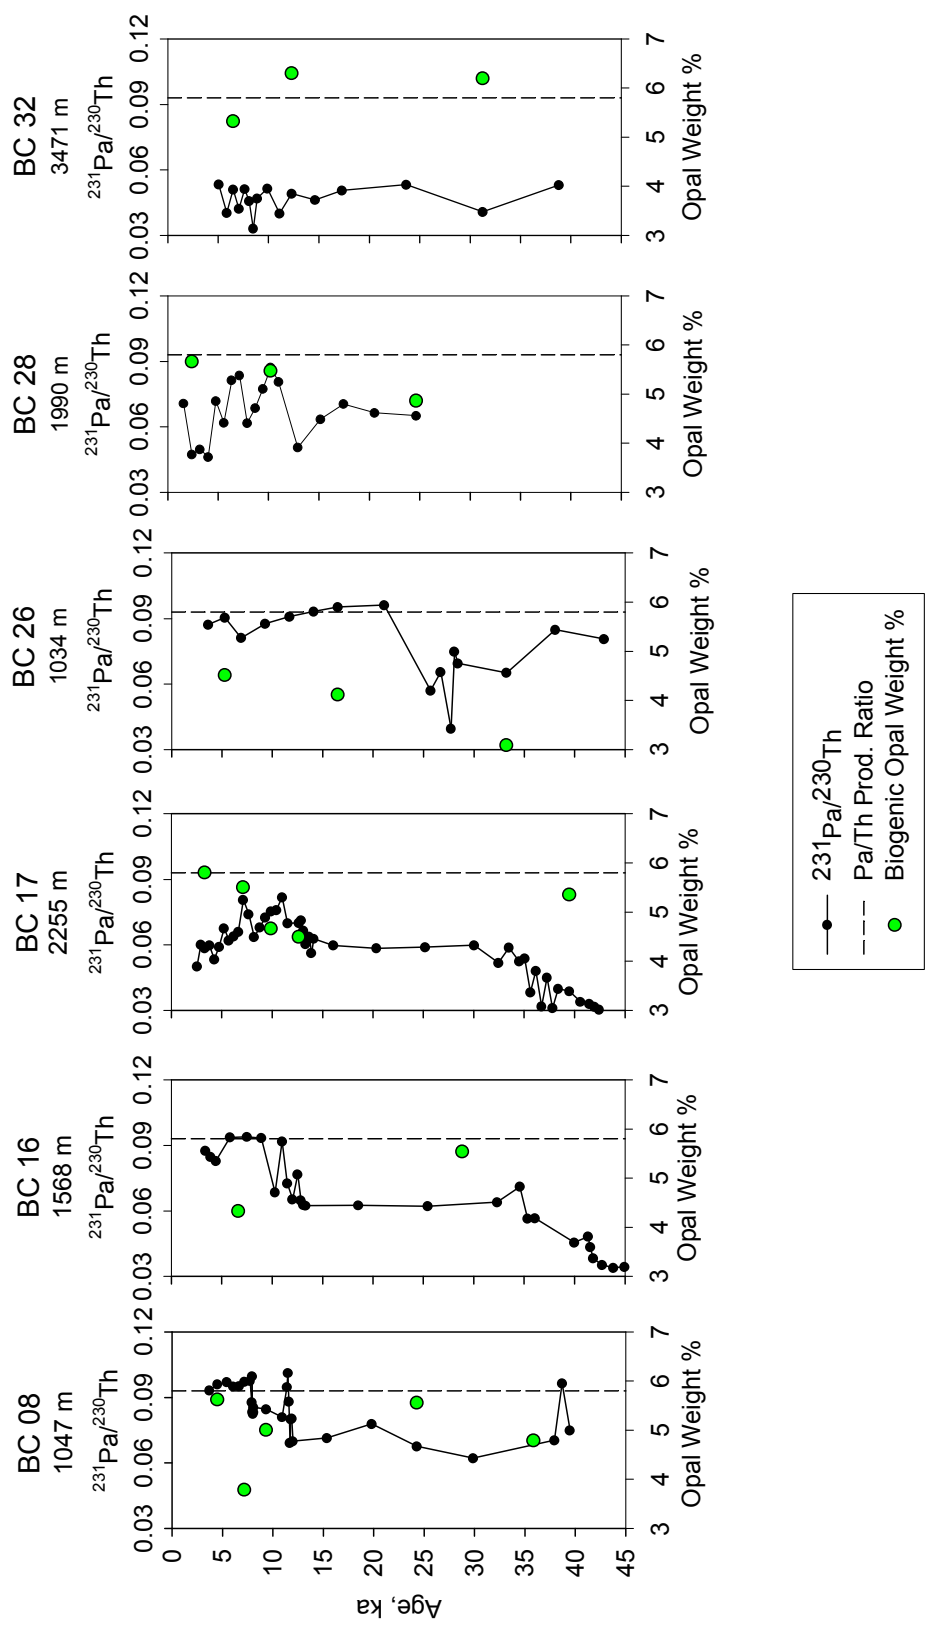 BC 08
1047 m
²³¹Pa/²³⁰Th
0.03 0.06 0.09 0.12
0 5 10 15 20 25 30 35 40 45
Age, ka
3 4 5 6 7
Opal Weight %
BC 16
1568 m
²³¹Pa/²³⁰Th
0.03 0.06 0.09 0.12
3 4 5 6 7
Opal Weight %
BC 17
2255 m
²³¹Pa/²³⁰Th
0.03 0.06 0.09 0.12
3 4 5 6 7
Opal Weight %
BC 26
1034 m
²³¹Pa/²³⁰Th
0.03 0.06 0.09 0.12
3 4 5 6 7
Opal Weight %
BC 28
1990 m
²³¹Pa/²³⁰Th
0.03 0.06 0.09 0.12
3 4 5 6 7
Opal Weight %
BC 32
3471 m
²³¹Pa/²³⁰Th
0.03 0.06 0.09 0.12
3 4 5 6 7
Opal Weight %
²³¹Pa/²³⁰Th
Pa/Th Prod. Ratio
Biogenic Opal Weight %